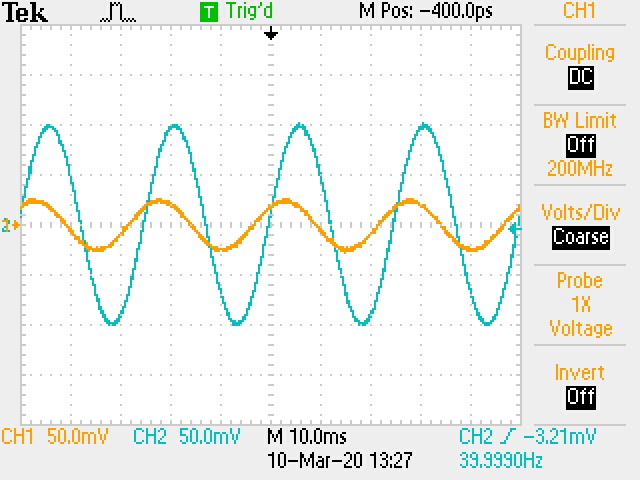 Tek T Trig'd M Pos: -400.0ps CH1
Coupling
DC
BW Limit
Off
200MHz
Volts/Div
Coarse
Probe
1X
Voltage
Invert
Off
2
CH1 50.0mV CH2 50.0mV M 10.0ms CH2 -3.21mV
10-Mar-20 13:27 39.9990Hz